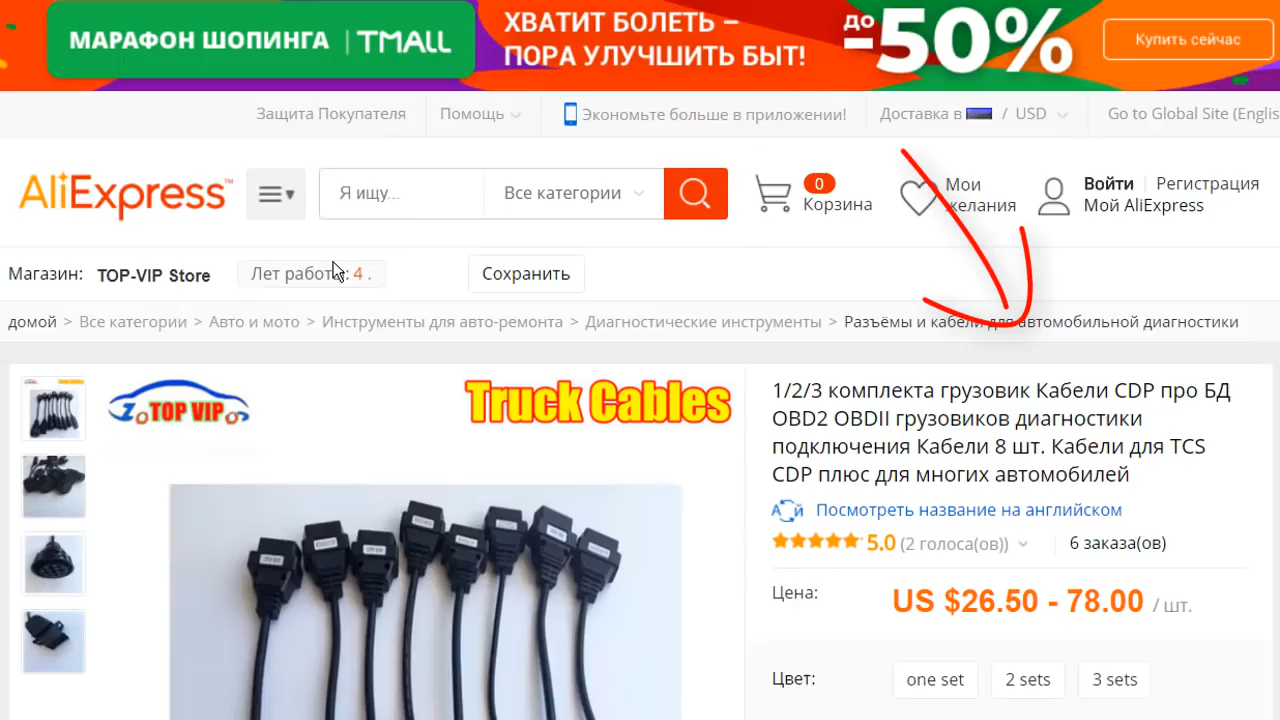 МАРАФОН ШОПИНГА | TMALL
ХВАТИТ БОЛЕТЬ –
ПОРА УЛУЧШИТЬ БЫТ!
ДО -50%
Купить сейчас
Защита Покупателя
Помощь
Экономьте больше в приложении!
Доставка в / USD
Go to Global Site (Englis
AliExpress™
Я ищу...
Все категории
0
Корзина
Мои
желания
Войти | Регистрация
Мой AliExpress
Магазин: TOP-VIP Store
Лет работы: 4 .
Сохранить
домой > Все категории > Авто и мото > Инструменты для авто-ремонта > Диагностические инструменты > Разъёмы и кабели для автомобильной диагностики
TOP VIP
Truck Cables
1/2/3 комплекта грузовик Кабели CDP про БД
OBD2 OBDII грузовиков диагностики
подключения Кабели 8 шт. Кабели для TCS
CDP плюс для многих автомобилей
Посмотреть название на английском
5.0 (2 голоса(ов))
6 заказа(ов)
Цена:
US $26.50 - 78.00 / шт.
Цвет:
one set
2 sets
3 sets